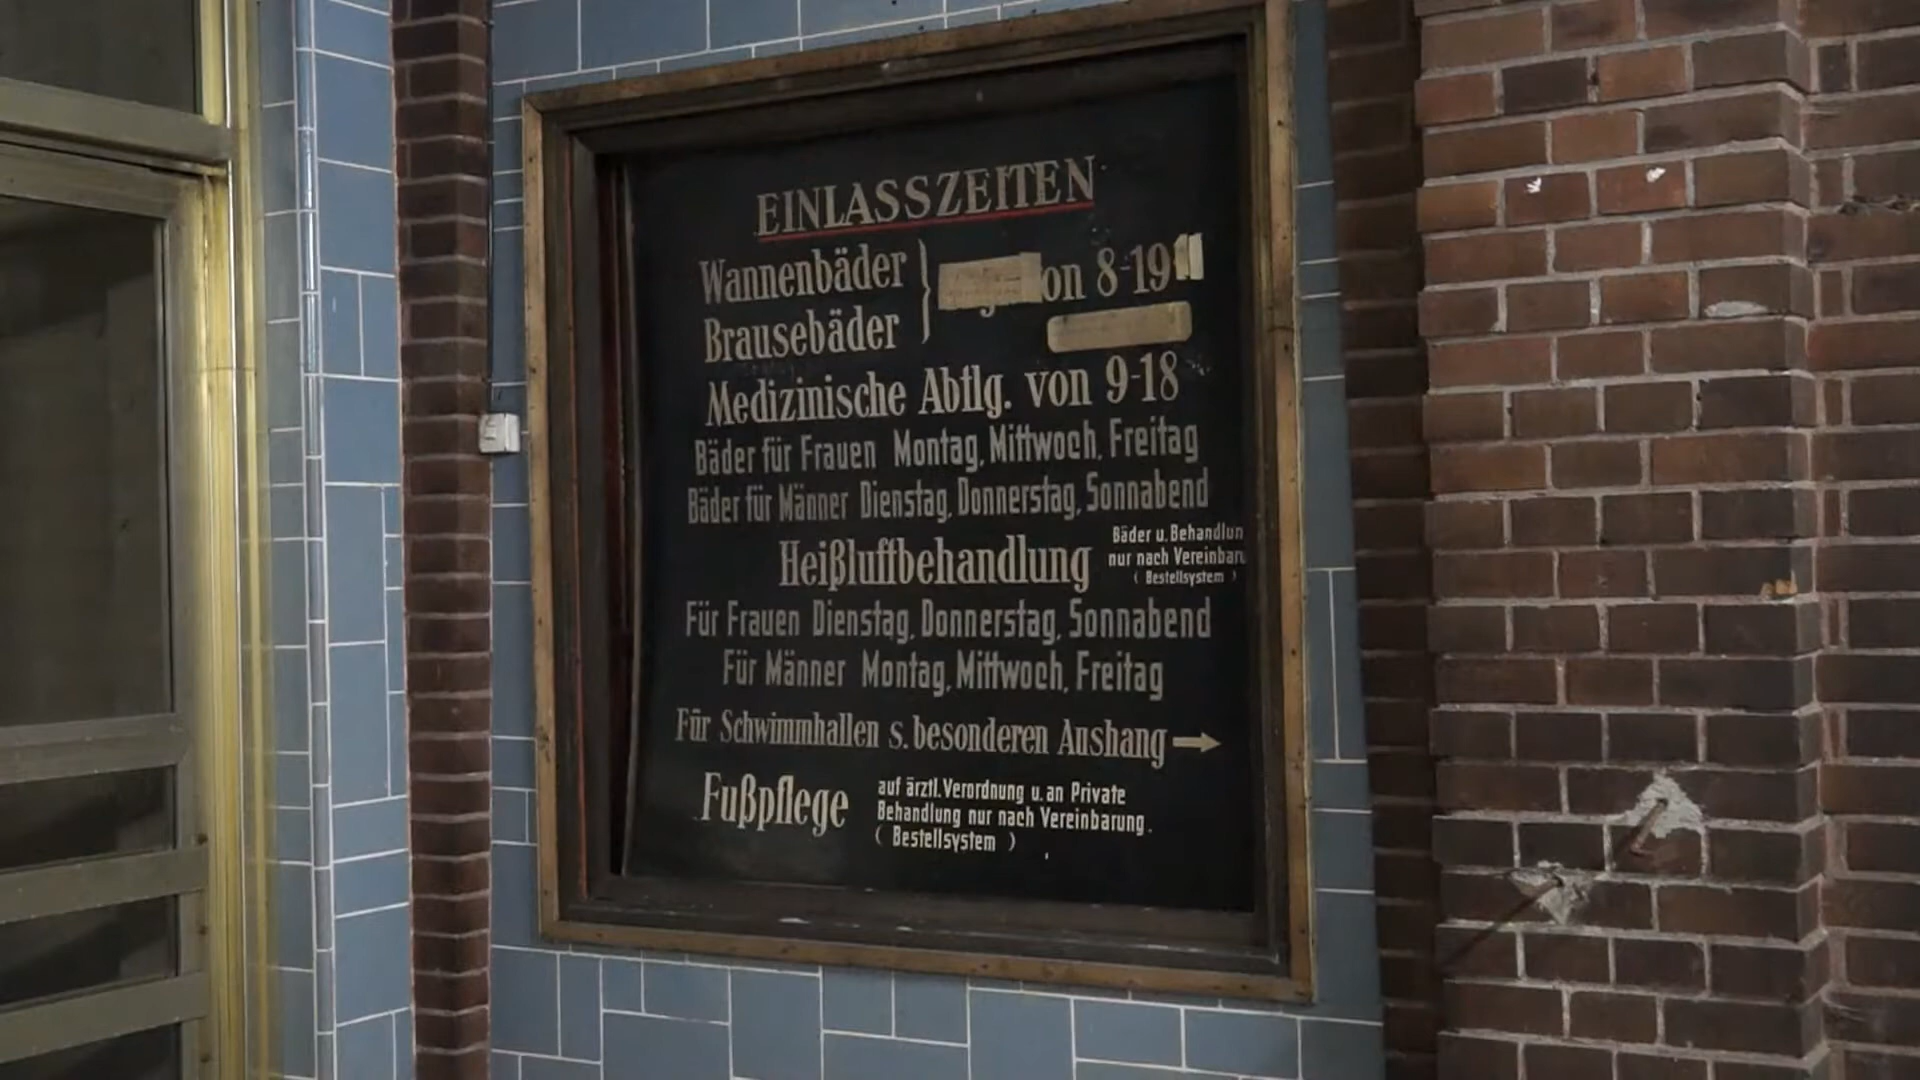 EINLASSZEITEN
Wannenbäder
Brausebäder
8-19
Medizinische Abtlg. von 9-18
Bäder für Frauen Montag, Mittwoch, Freitag
Bäder für Männer Dienstag, Donnerstag, Sonnabend
Heißluftbehandlung
Bäder u. Behandlun
nur nach Vereinbar
( Bestellsystem )
Für Frauen Dienstag, Donnerstag, Sonnabend
Für Männer Montag, Mittwoch, Freitag
Für Schwimmhallen s. besonderen Aushang
Fußpflege
auf ärztl. Verordnung u. an Private
Behandlung nur nach Vereinbarung.
( Bestellsystem )